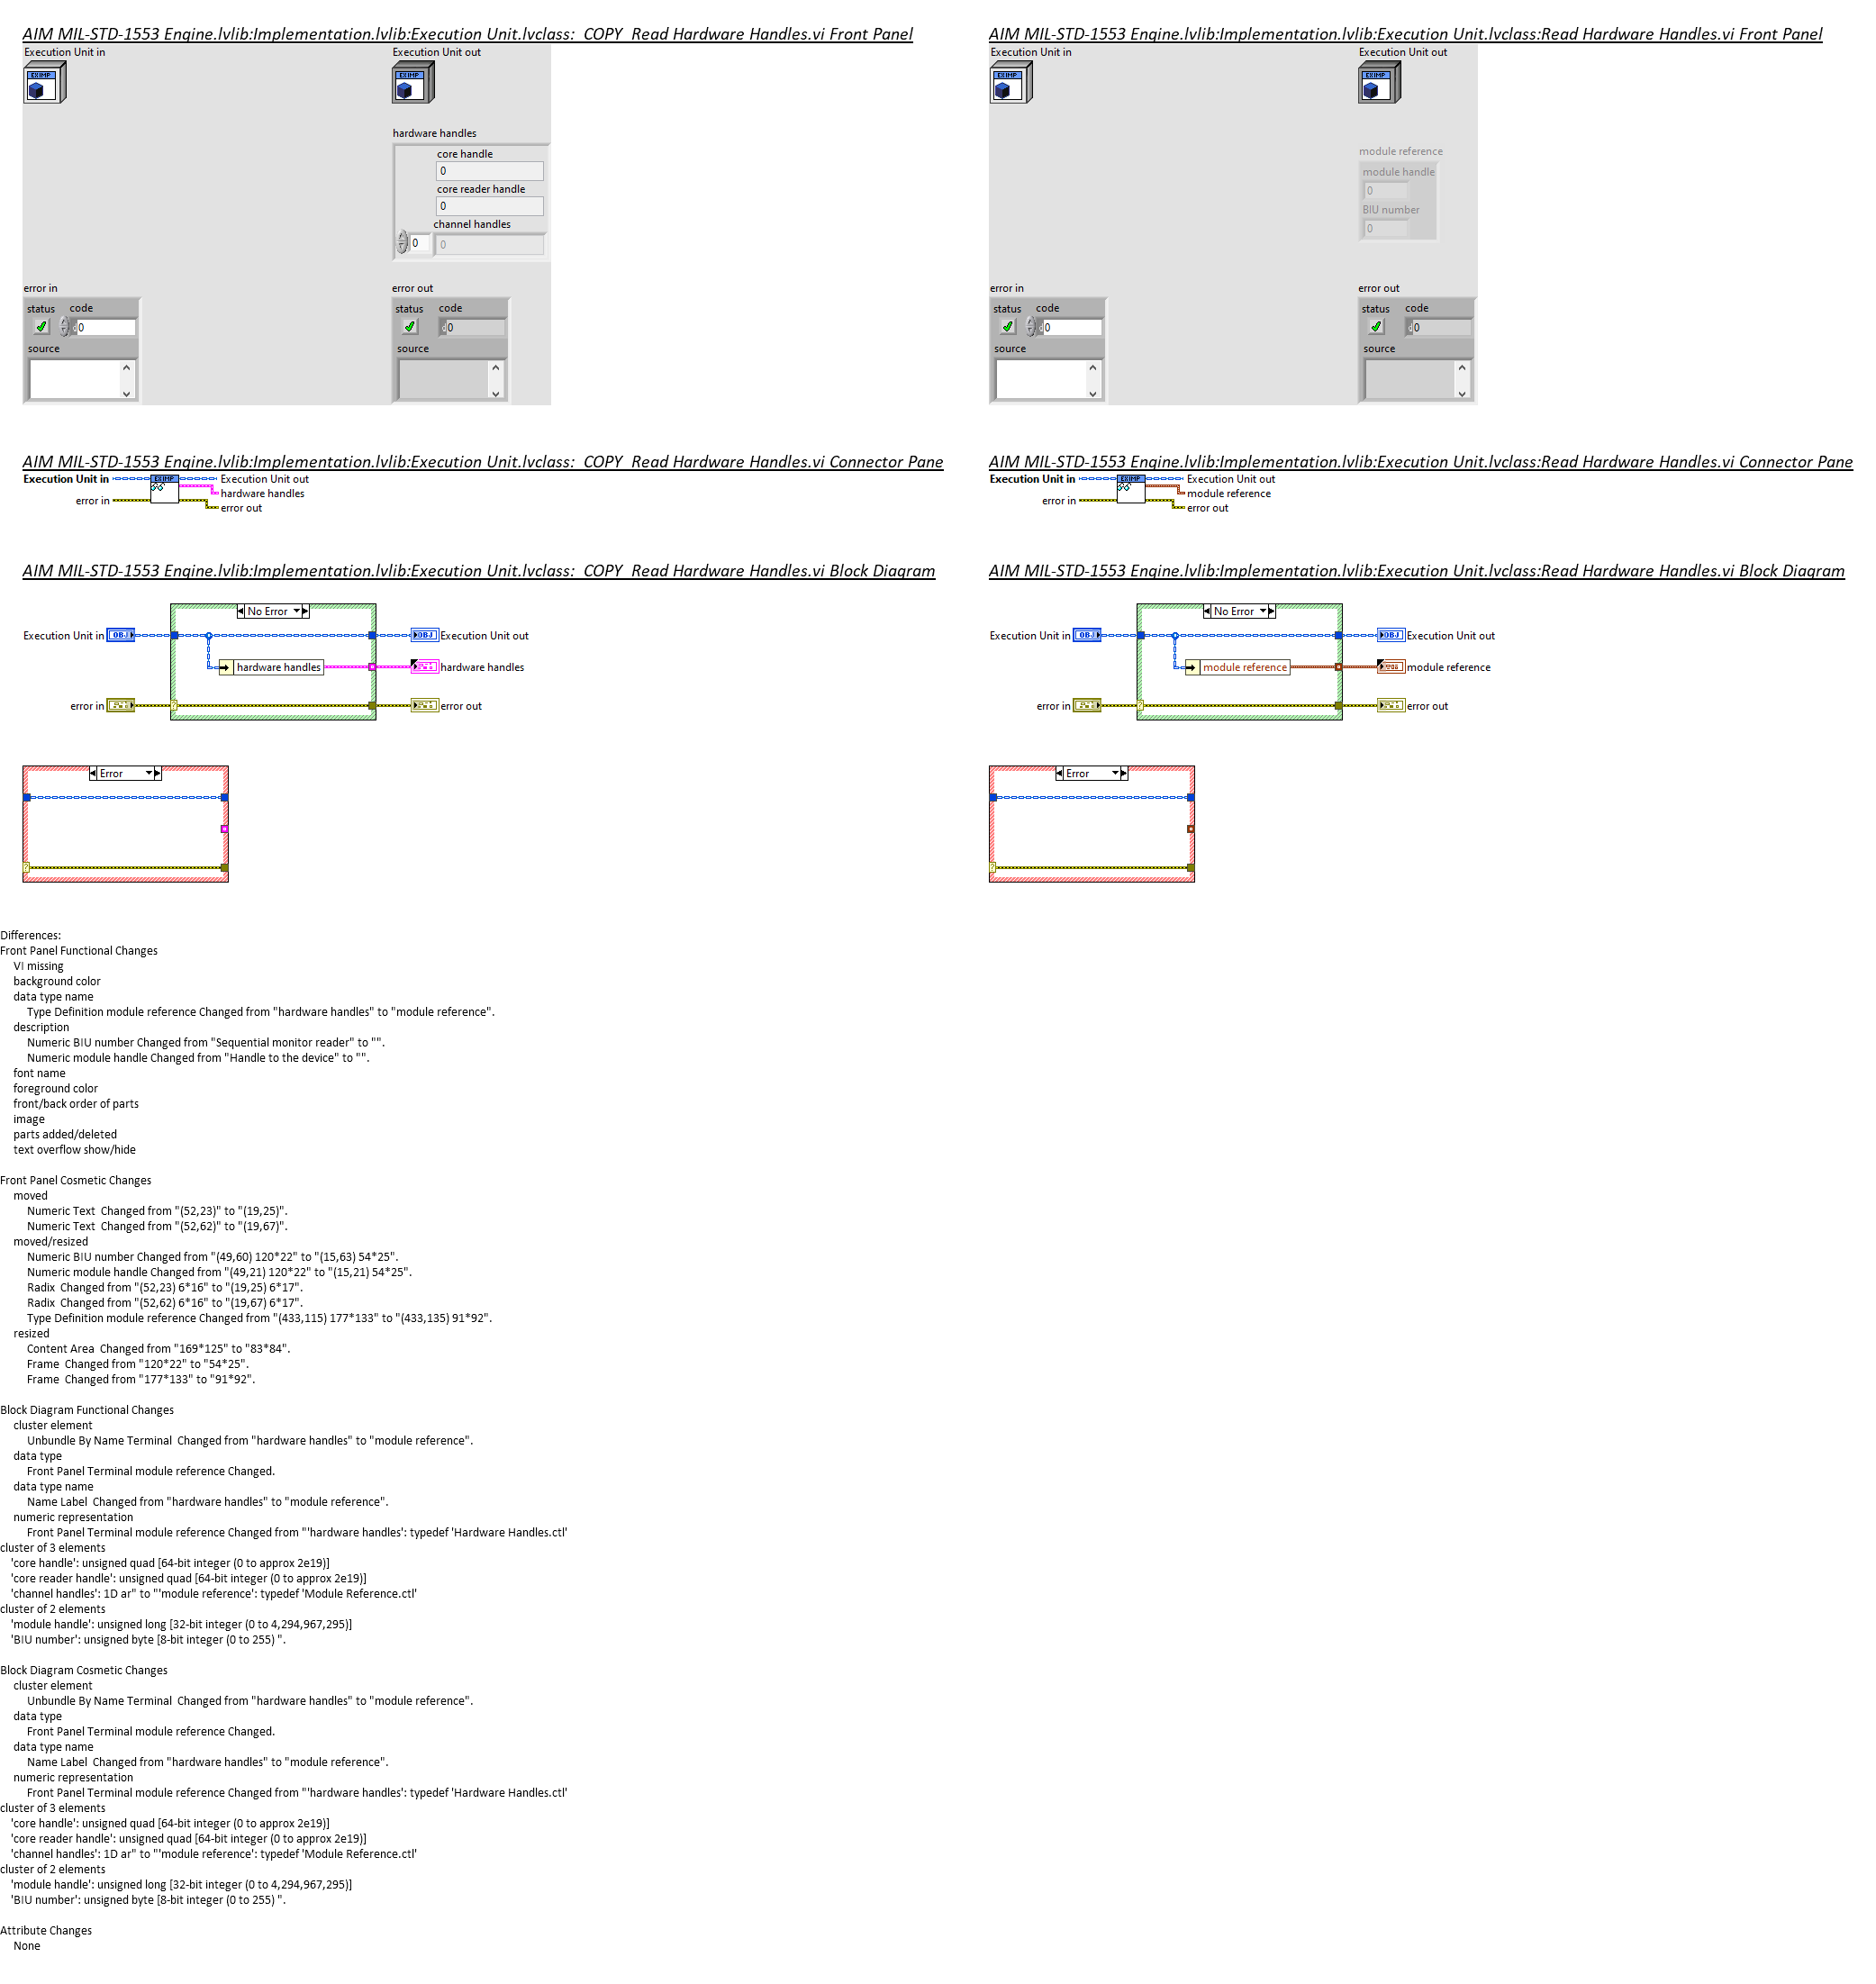 AIM MIL-STD-1553 Engine.lvlib:Implementation.lvlib:Execution Unit.lvclass:  COPY  Read Hardware Handles.vi Front Panel
Execution Unit in
Execution Unit out
EXIMP
EXIMP
hardware handles
core handle
0
core reader handle
0
channel handles
0
0
error in
error out
status
code
status
code
d0
d0
source
source
AIM MIL-STD-1553 Engine.lvlib:Implementation.lvlib:Execution Unit.lvclass:Read Hardware Handles.vi Front Panel
Execution Unit in
Execution Unit out
EXIMP
EXIMP
module reference
module handle
0
BIU number
0
error in
error out
status
code
status
code
d0
d0
source
source
AIM MIL-STD-1553 Engine.lvlib:Implementation.lvlib:Execution Unit.lvclass:  COPY  Read Hardware Handles.vi Connector Pane
Execution Unit in
EXIMP
Execution Unit out
hardware handles
error in
error out
AIM MIL-STD-1553 Engine.lvlib:Implementation.lvlib:Execution Unit.lvclass:Read Hardware Handles.vi Connector Pane
Execution Unit in
EXIMP
Execution Unit out
module reference
error in
error out
AIM MIL-STD-1553 Engine.lvlib:Implementation.lvlib:Execution Unit.lvclass:  COPY  Read Hardware Handles.vi Block Diagram
No Error
Execution Unit in
OBJ
OBJ
Execution Unit out
hardware handles
hardware handles
error in
?
error out
Error
?
AIM MIL-STD-1553 Engine.lvlib:Implementation.lvlib:Execution Unit.lvclass:Read Hardware Handles.vi Block Diagram
No Error
Execution Unit in
OBJ
OBJ
Execution Unit out
module reference
module reference
error in
?
error out
Error
?
Differences:
Front Panel Functional Changes
VI missing
background color
data type name
Type Definition module reference Changed from "hardware handles" to "module reference".
description
Numeric BIU number Changed from "Sequential monitor reader" to "".
Numeric module handle Changed from "Handle to the device" to "".
font name
foreground color
front/back order of parts
image
parts added/deleted
text overflow show/hide
Front Panel Cosmetic Changes
moved
Numeric Text  Changed from "(52,23)" to "(19,25)".
Numeric Text  Changed from "(52,62)" to "(19,67)".
moved/resized
Numeric BIU number Changed from "(49,60) 120*22" to "(15,63) 54*25".
Numeric module handle Changed from "(49,21) 120*22" to "(15,21) 54*25".
Radix  Changed from "(52,23) 6*16" to "(19,25) 6*17".
Radix  Changed from "(52,62) 6*16" to "(19,67) 6*17".
Type Definition module reference Changed from "(433,115) 177*133" to "(433,135) 91*92".
resized
Content Area  Changed from "169*125" to "83*84".
Frame  Changed from "120*22" to "54*25".
Frame  Changed from "177*133" to "91*92".
Block Diagram Functional Changes
cluster element
Unbundle By Name Terminal  Changed from "hardware handles" to "module reference".
data type
Front Panel Terminal module reference Changed.
data type name
Name Label  Changed from "hardware handles" to "module reference".
numeric representation
Front Panel Terminal module reference Changed from "'hardware handles': typedef 'Hardware Handles.ctl'
cluster of 3 elements
'core handle': unsigned quad [64-bit integer (0 to approx 2e19)]
'core reader handle': unsigned quad [64-bit integer (0 to approx 2e19)]
'channel handles': 1D ar" to "'module reference': typedef 'Module Reference.ctl'
cluster of 2 elements
'module handle': unsigned long [32-bit integer (0 to 4,294,967,295)]
'BIU number': unsigned byte [8-bit integer (0 to 255) ".
Block Diagram Cosmetic Changes
cluster element
Unbundle By Name Terminal  Changed from "hardware handles" to "module reference".
data type
Front Panel Terminal module reference Changed.
data type name
Name Label  Changed from "hardware handles" to "module reference".
numeric representation
Front Panel Terminal module reference Changed from "'hardware handles': typedef 'Hardware Handles.ctl'
cluster of 3 elements
'core handle': unsigned quad [64-bit integer (0 to approx 2e19)]
'core reader handle': unsigned quad [64-bit integer (0 to approx 2e19)]
'channel handles': 1D ar" to "'module reference': typedef 'Module Reference.ctl'
cluster of 2 elements
'module handle': unsigned long [32-bit integer (0 to 4,294,967,295)]
'BIU number': unsigned byte [8-bit integer (0 to 255) ".
Attribute Changes
None